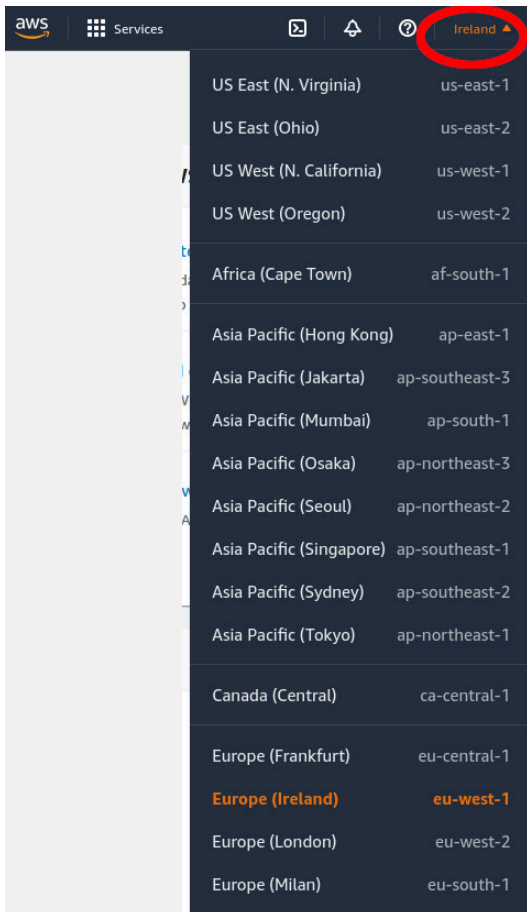 aws
Services
Ireland
US East (N. Virginia) us-east-1
US East (Ohio) us-east-2
US West (N. California) us-west-1
US West (Oregon) us-west-2
Africa (Cape Town) af-south-1
Asia Pacific (Hong Kong) ap-east-1
Asia Pacific (Jakarta) ap-southeast-3
Asia Pacific (Mumbai) ap-south-1
Asia Pacific (Osaka) ap-northeast-3
Asia Pacific (Seoul) ap-northeast-2
Asia Pacific (Singapore) ap-southeast-1
Asia Pacific (Sydney) ap-southeast-2
Asia Pacific (Tokyo) ap-northeast-1
Canada (Central) ca-central-1
Europe (Frankfurt) eu-central-1
Europe (Ireland) eu-west-1
Europe (London) eu-west-2
Europe (Milan) eu-south-1